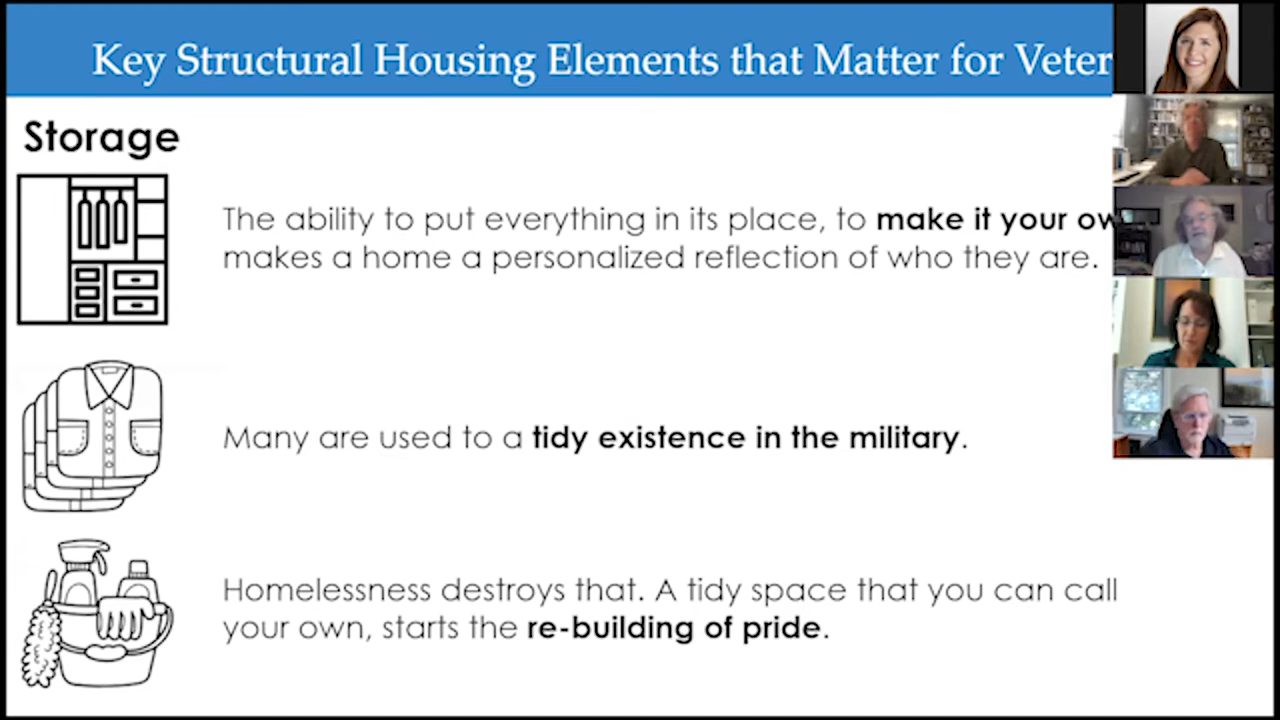 Key Structural Housing Elements that Matter for Veter
Storage
The ability to put everything in its place, to make it your ow
makes a home a personalized reflection of who they are.
Many are used to a tidy existence in the military.
Homelessness destroys that. A tidy space that you can call
your own, starts the re-building of pride.